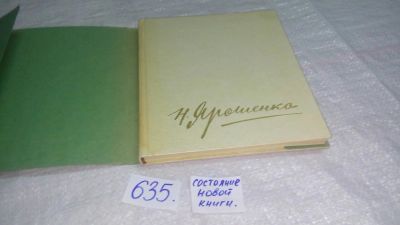 Н. Ярошенко
635.
состояние
новой
книги.